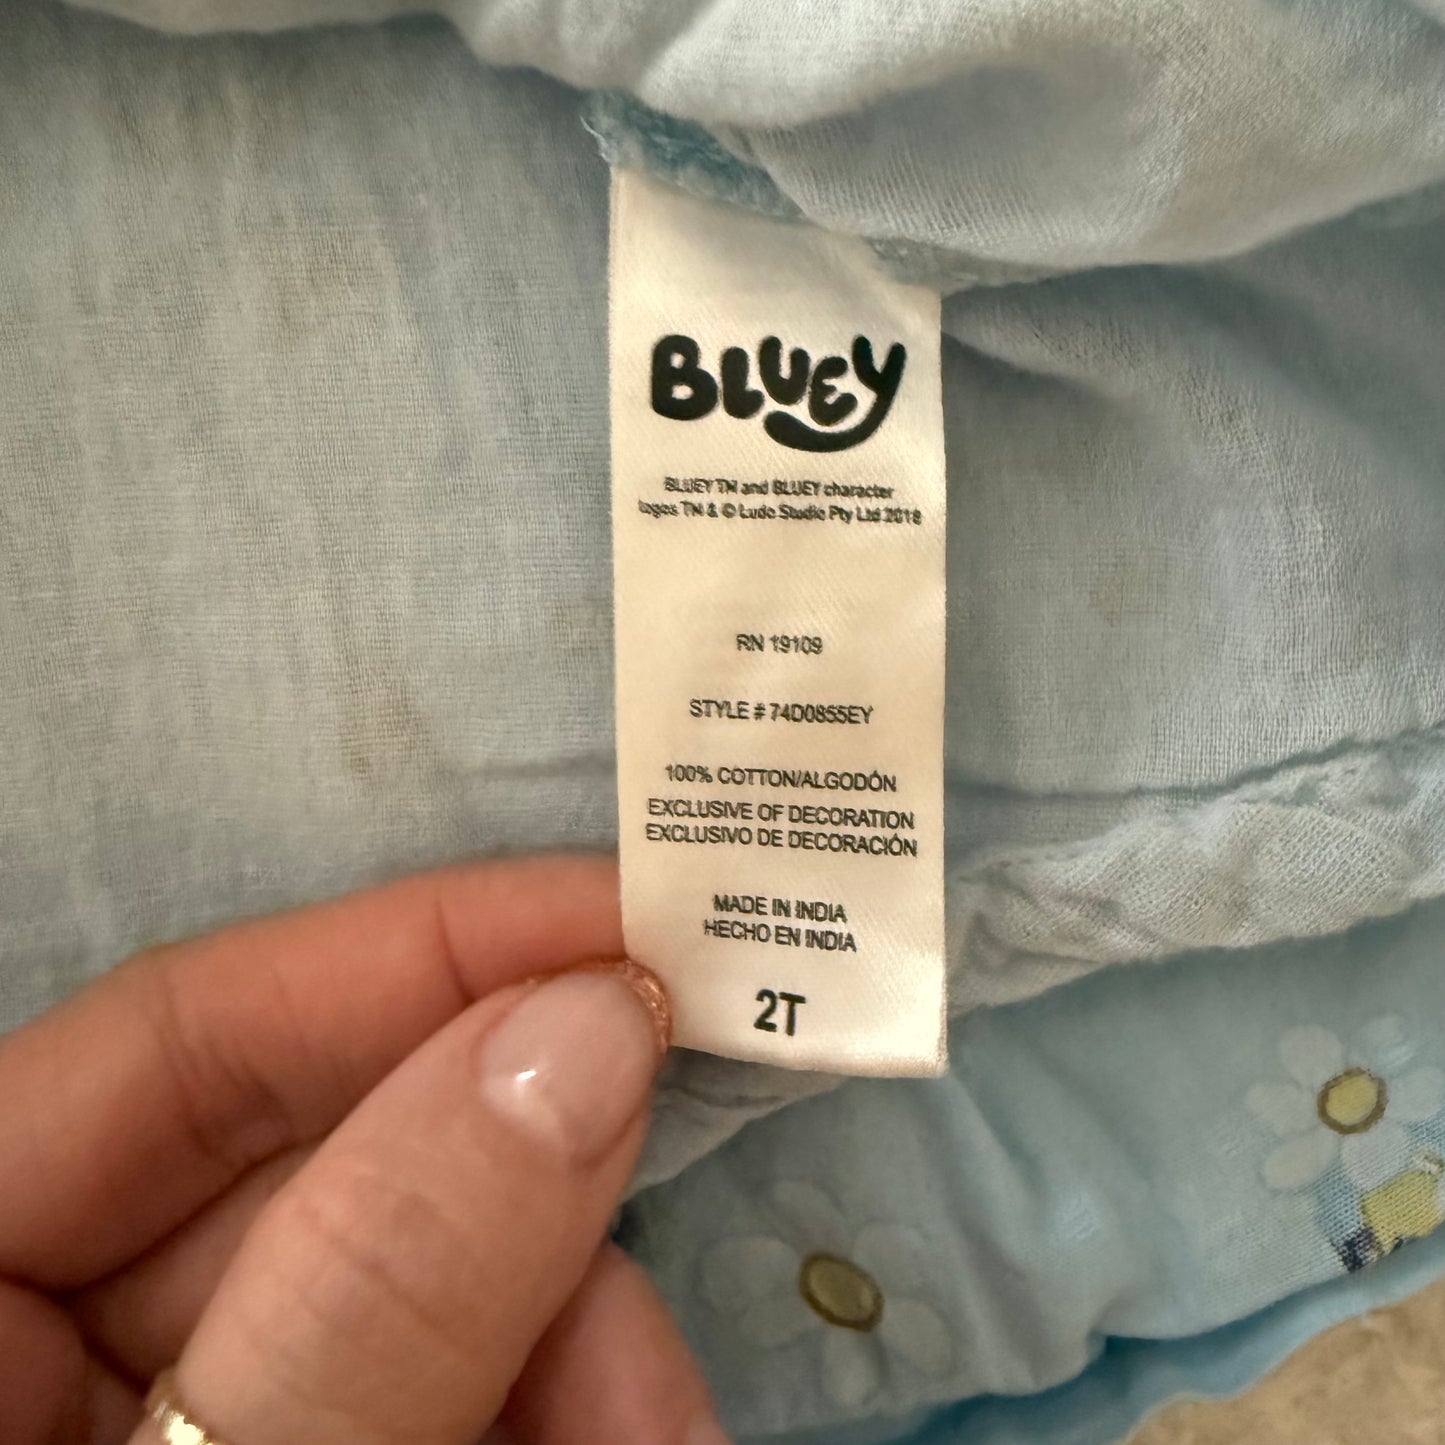 BLUEY
BLUEY TM and BLUEY character
logos TM & © Ludo Studio Pty Ltd 2018
RN 19109
STYLE # 74D0855EY
100% COTTON/ALGODÓN
EXCLUSIVE OF DECORATION
EXCLUSIVO DE DECORACIÓN
MADE IN INDIA
HECHO EN INDIA
2T